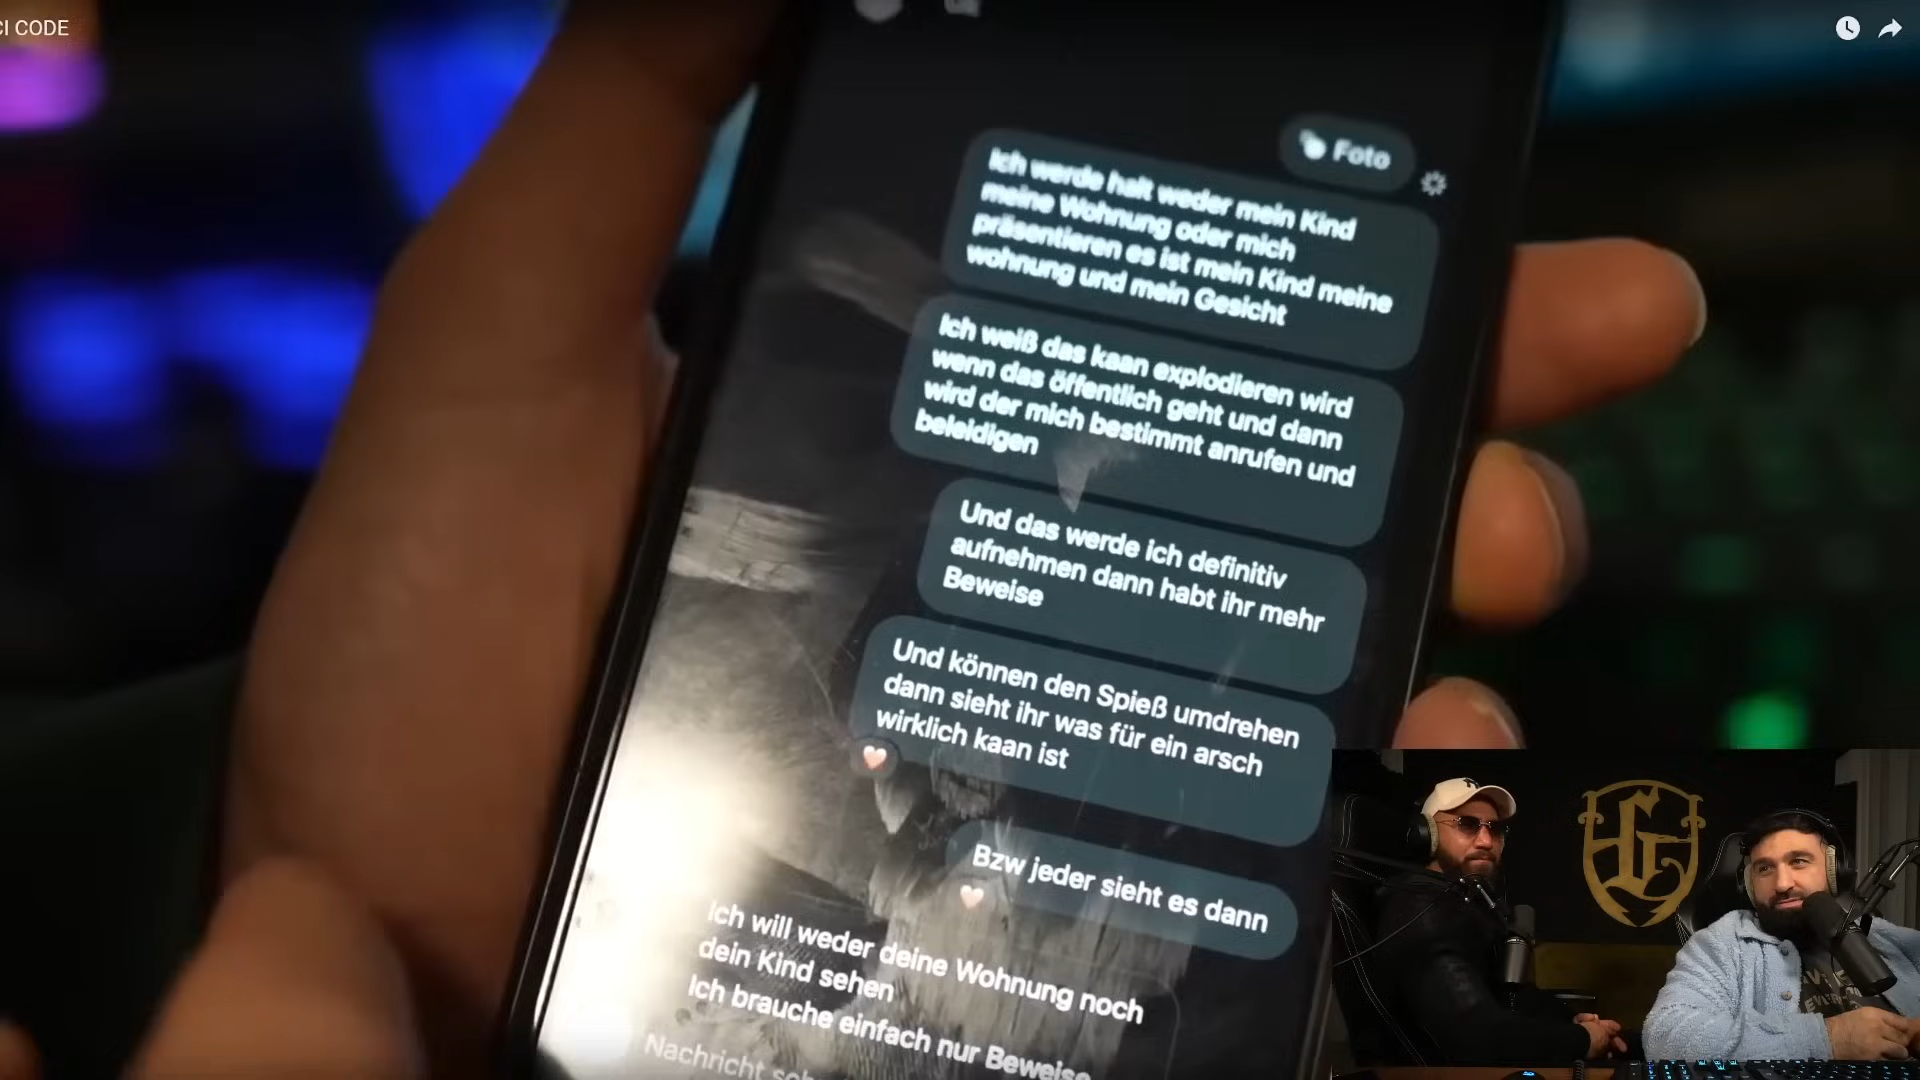 CI CODE
Foto
Ich werde halt weder mein Kind
meine Wohnung oder mich
präsentieren es ist mein Kind meine
wohnung und mein Gesicht
Ich weiß das kaan explodieren wird
wenn das öffentlich geht und dann
wird der mich bestimmt anrufen und
beleidigen
Und das werde ich definitiv
aufnehmen dann habt ihr mehr
Beweise
Und können den Spieß umdrehen
dann sieht ihr was für ein arsch
wirklich kaan ist
Bzw jeder sieht es dann
Ich will weder deine Wohnung noch
dein Kind sehen
Ich brauche einfach nur Beweise
Nachricht